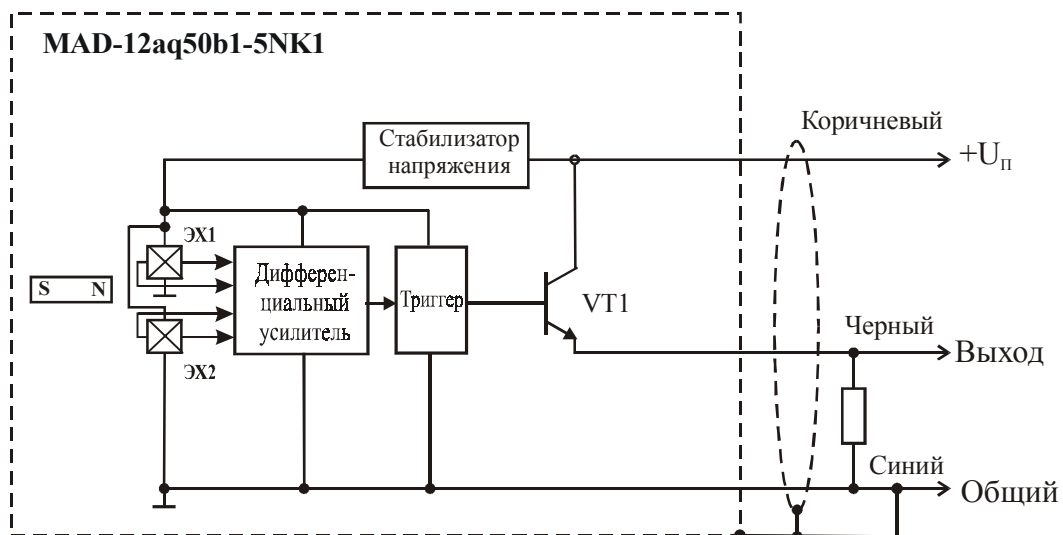 MAD-12aq50b1-5NK1
Коричневый
Стабилизатор
напряжения
+Uп
ЭХ1
S N
Дифферен-
циальный
усилитель
Триггер
VT1
Черный
Выход
ЭХ2
Синий
Общий